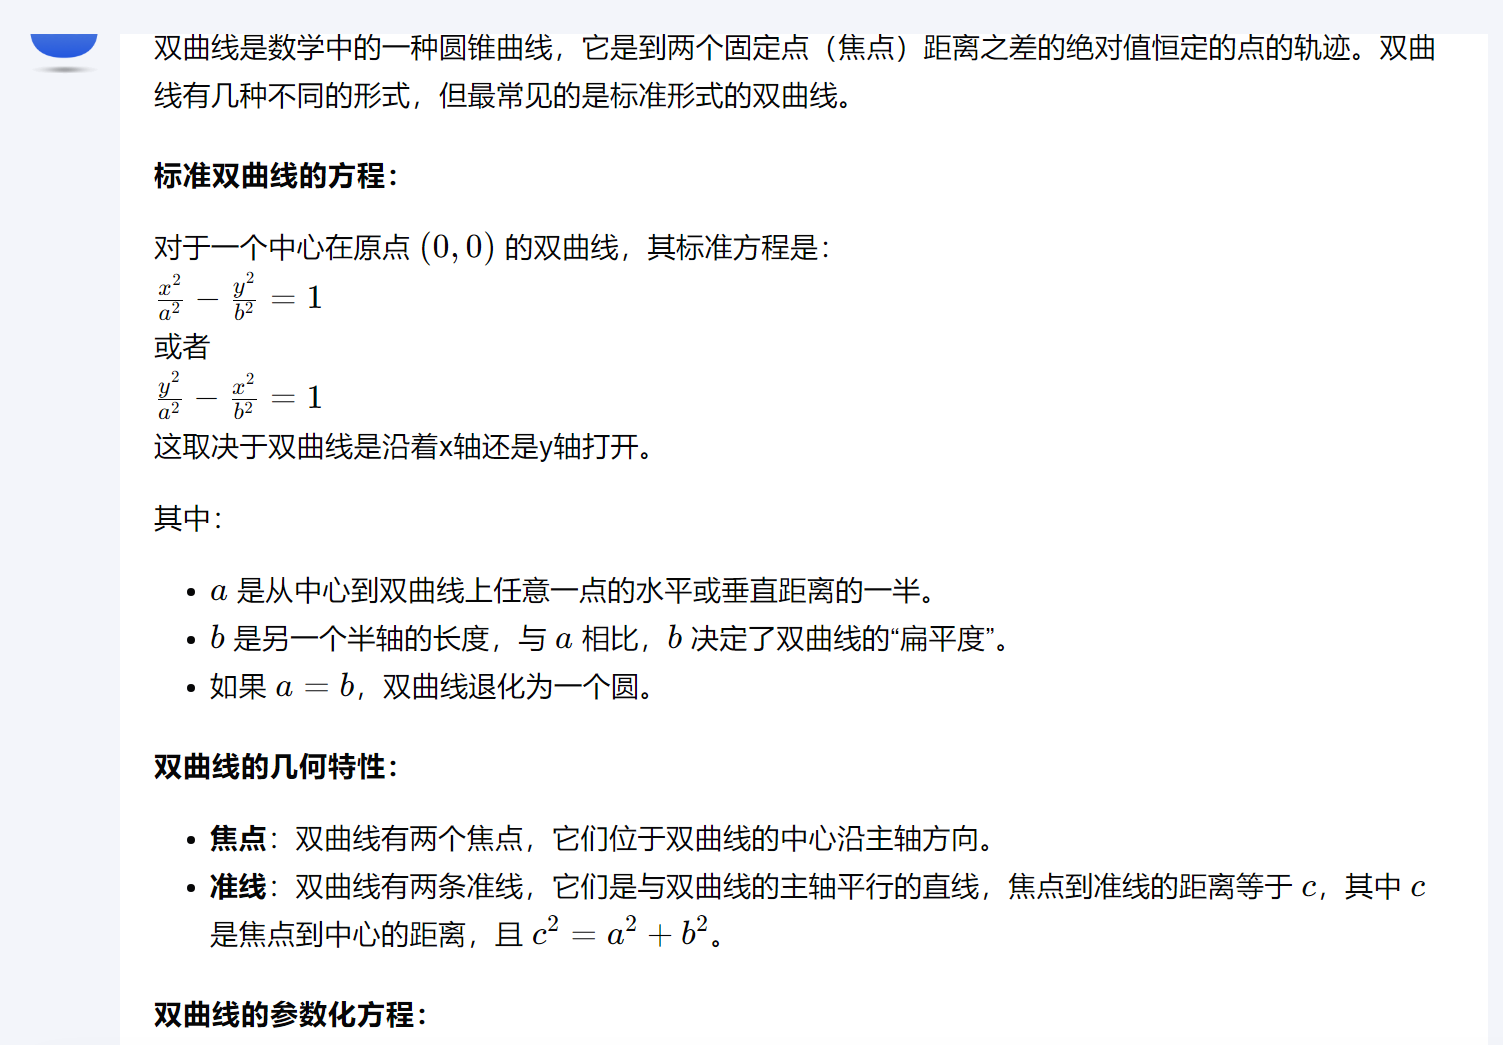 双曲线是数学中的一种圆锥曲线，它是到两个固定点（焦点）距离之差的绝对值恒定的点的轨迹。双曲
线有几种不同的形式，但最常见的是标准形式的双曲线。
标准双曲线的方程：
对于一个中心在原点 (0, 0) 的双曲线，其标准方程是：
$\frac{x^2}{a^2} - \frac{y^2}{b^2} = 1$
或者
$\frac{y^2}{a^2} - \frac{x^2}{b^2} = 1$
这取决于双曲线是沿着x轴还是y轴打开。
其中：
• a 是从中心到双曲线上任意一点的水平或垂直距离的一半。
• b 是另一个半轴的长度，与 a 相比，b 决定了双曲线的“扁平度”。
• 如果 a = b，双曲线退化为一个圆。
双曲线的几何特性：
• 焦点：双曲线有两个焦点，它们位于双曲线的中心沿主轴方向。
• 准线：双曲线有两条准线，它们是与双曲线的主轴平行的直线，焦点到准线的距离等于 c，其中 c
是焦点到中心的距离，且 $c^2 = a^2 + b^2$。
双曲线的参数化方程：